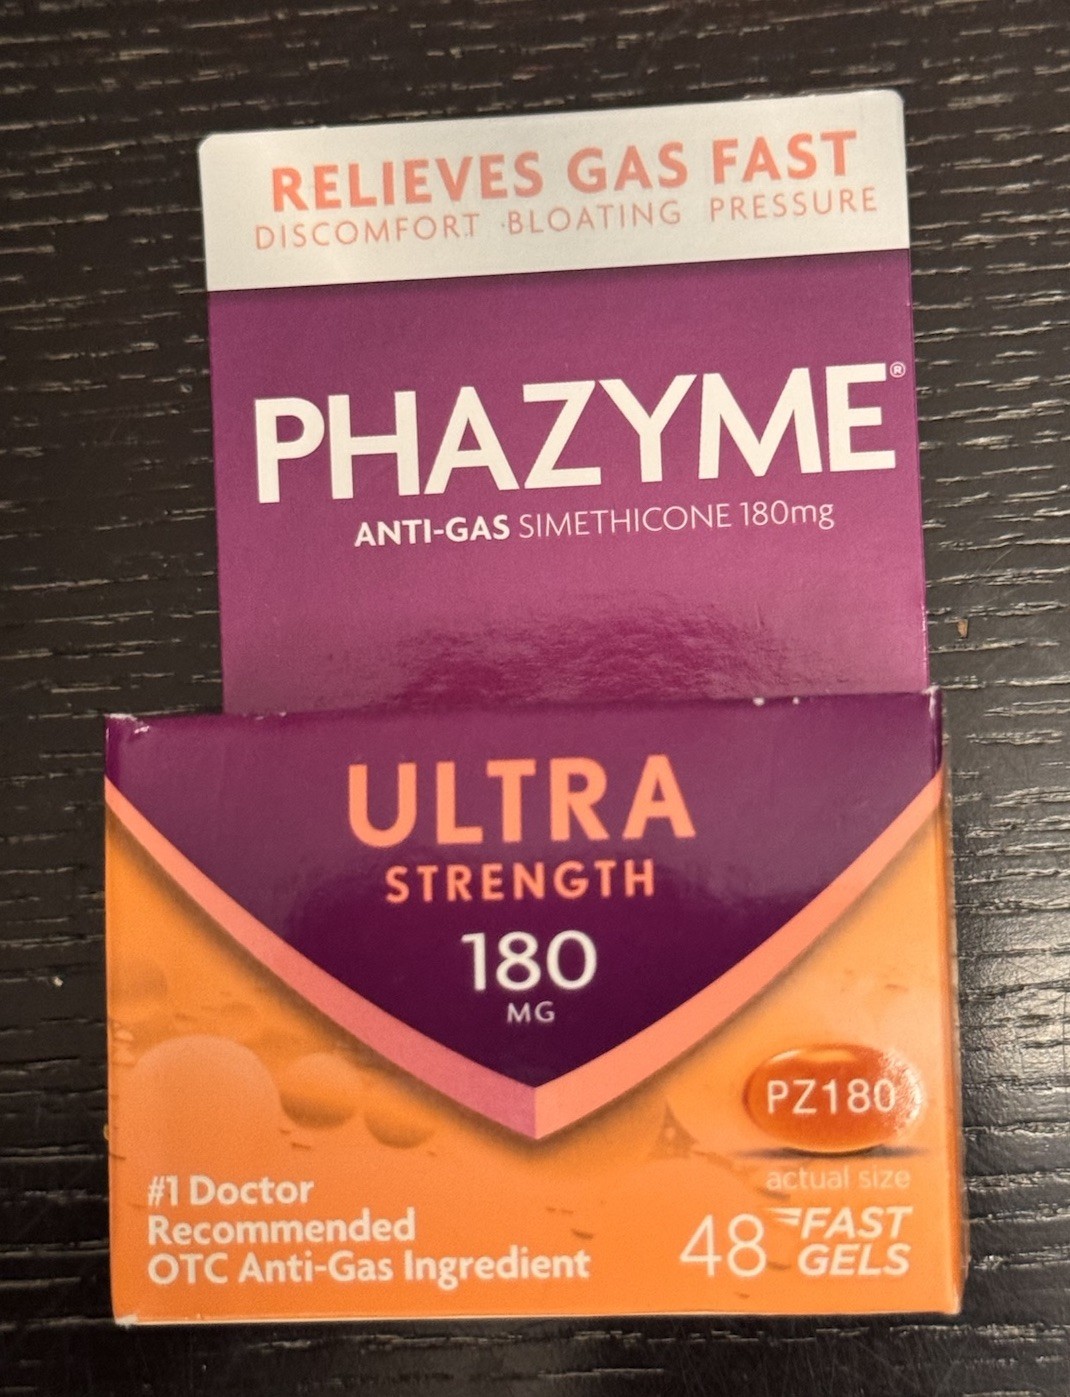 RELIEVES GAS FAST
DISCOMFORT BLOATING PRESSURE
PHAZYME®
ANTI-GAS SIMETHICONE 180mg
ULTRA
STRENGTH
180
MG
PZ180
actual size
#1 Doctor
Recommended
OTC Anti-Gas Ingredient
48 FAST
GELS